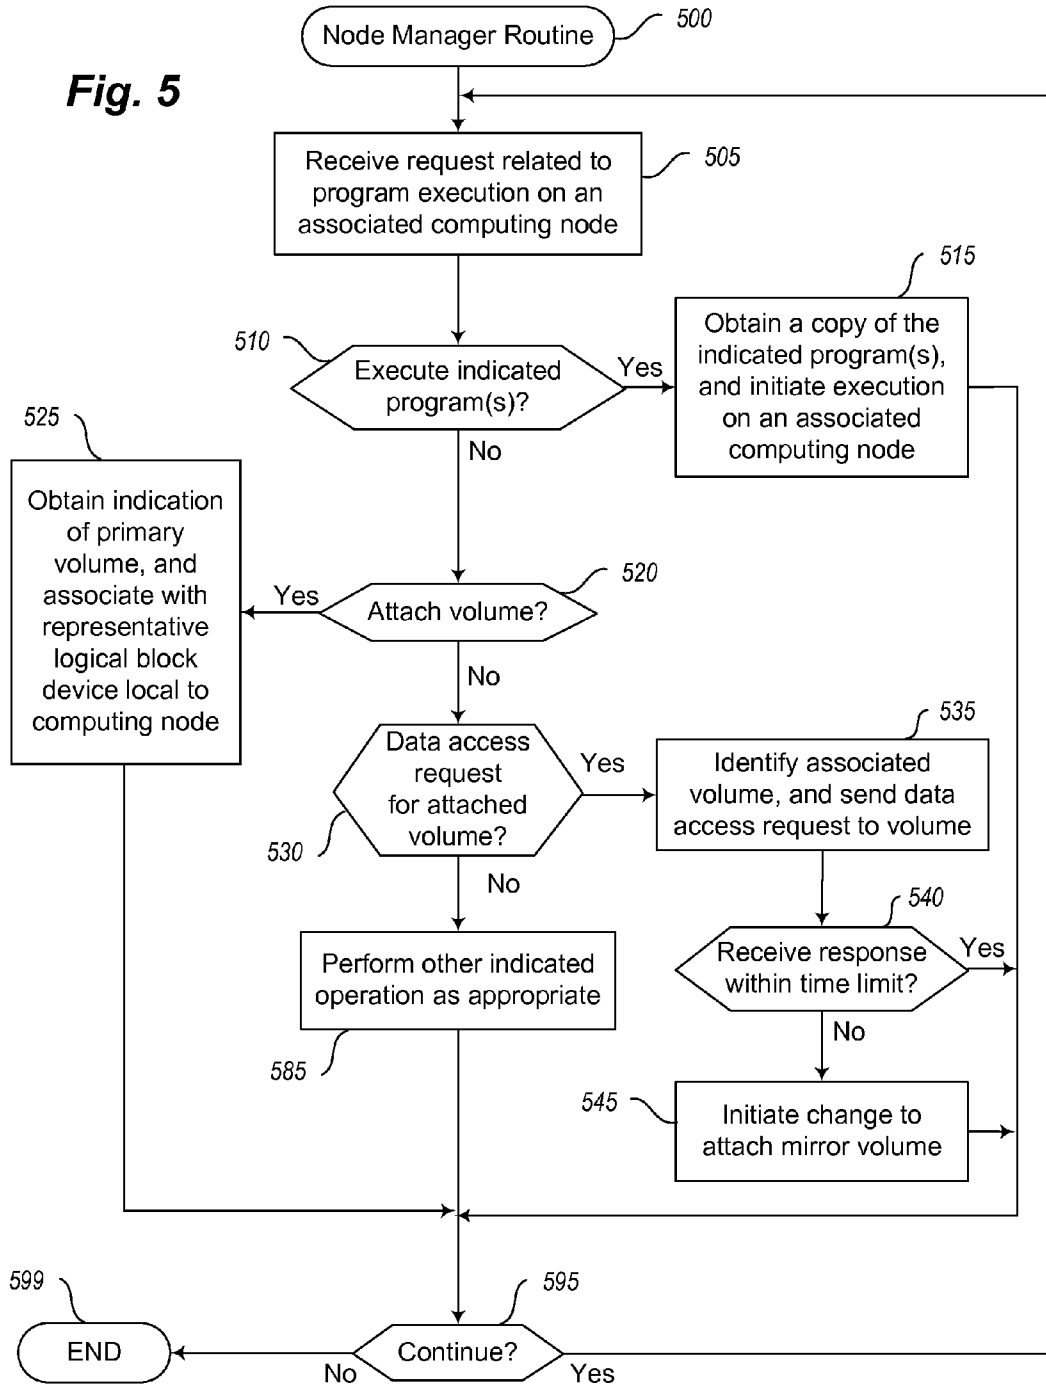 Node Manager Routine
500
Fig. 5
Receive request related to
program execution on an
associated computing node
505
510
Execute indicated
program(s)?
Yes
No
515
Obtain a copy of the
indicated program(s),
and initiate execution
on an associated
computing node
525
Obtain indication
of primary
volume, and
associate with
representative
logical block
device local to
computing node
520
Attach volume?
Yes
No
Data access
request
for attached
volume?
530
Yes
No
535
Identify associated
volume, and send data
access request to volume
540
Receive response
within time limit?
Yes
No
Perform other indicated
operation as appropriate
585
545
Initiate change to
attach mirror volume
599
END
595
Continue?
No
Yes